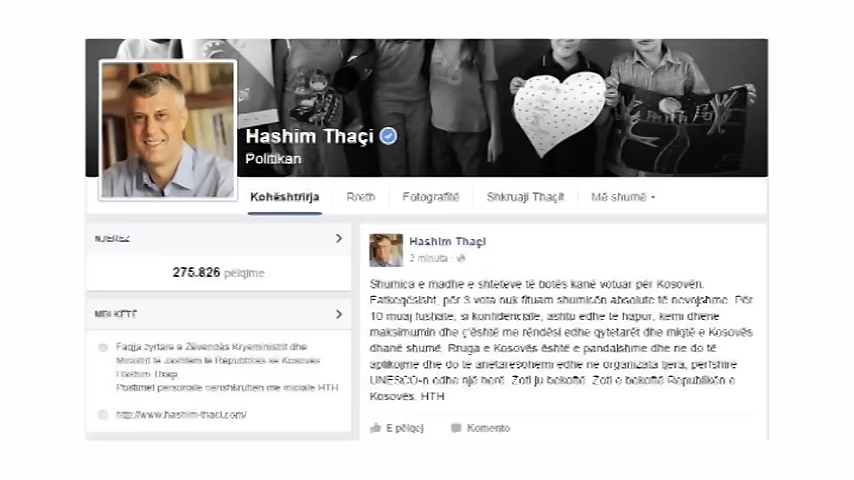 Hashim Thaçi
Politikan
Kohështrirja Rreth Fotografitë Shkruaji Thaçit Më shumë
NJERËZ
275.826 pëlqime
MBI KËTË
Faqja zyrtare e Zëvendës Kryeministrit dhe
Ministrit të Jashtëm të Republikës së Kosovës
Hashim Thaçi
Postimet personale nënshkruhen me iniciale HTH
http://www.hashim-thaci.com/
Hashim Thaçi
2 minuta
Shumica e madhe e shteteve të botës kanë votuar për Kosovën.
Fatkeqësisht, për 3 vota nuk fituam shumicën absolute të nevojshme. Për
10 muaj fushatë, si konfidenciale, ashtu edhe të hapur, kemi dhënë
maksimumin dhe ç'është me rëndësi edhe qytetarët dhe miqtë e Kosovës
dhanë shumë. Rruga e Kosovës është e pandalshme dhe ne do të
aplikojmë dhe do të anëtarësohemi edhe në organizata tjera, përfshirë
UNESCO-n edhe një herë. Zoti ju bekoftë. Zoti e bekoftë Republikën e
Kosovës. HTH
E pëlqej Komento